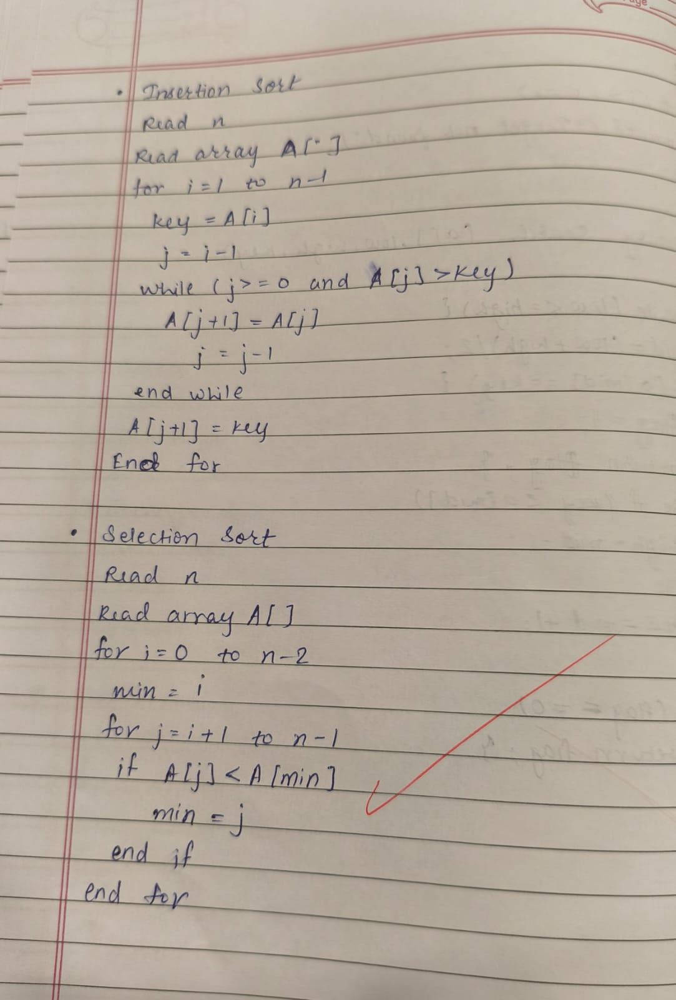 • Insertion Sort
Read n
Read array A[ ]
for i=1 to n-1
key = A[i]
j = i-1
while (j>=0 and A[j]>key)
A[j+1] = A[j]
j = j-1
end while
A[j+1] = key
End for
• Selection Sort
Read n
Read array A[ ]
for i=0 to n-2
min = i
for j=i+1 to n-1
if A[j] < A[min]
min = j
end if
end for